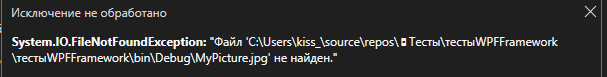 Исключение не обработано
System.IO.FileNotFoundException: "Файл 'C:\Users\kiss_\source\repos\▯Тесты\тестыWPFFramework
\тестыWPFFramework\bin\Debug\MyPicture.jpg' не найден."